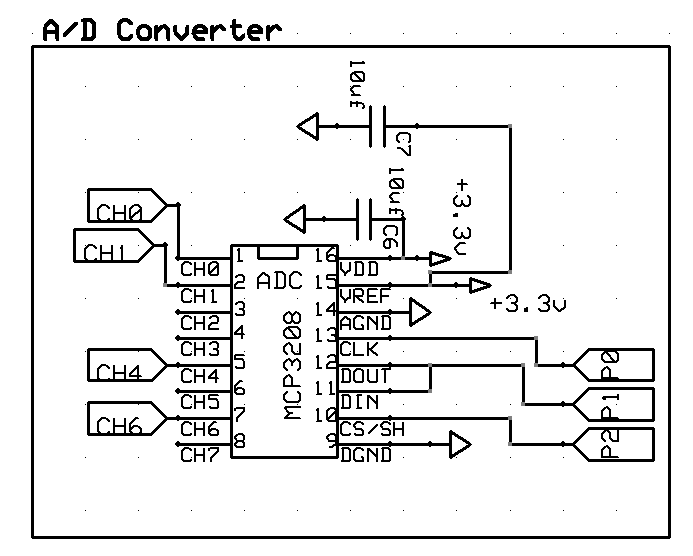 A/D Converter
10uf
C7
10uf
C6
+3.3v
CH0
CH1
CH4
CH6
ADC
MCP3208
1
2
3
4
5
6
7
8
CH0
CH1
CH2
CH3
CH4
CH5
CH6
CH7
16
15
14
13
12
11
10
9
VDD
VREF
AGND
CLK
DOUT
DIN
CS/SH
DGND
+3.3v
P0
P1
P2